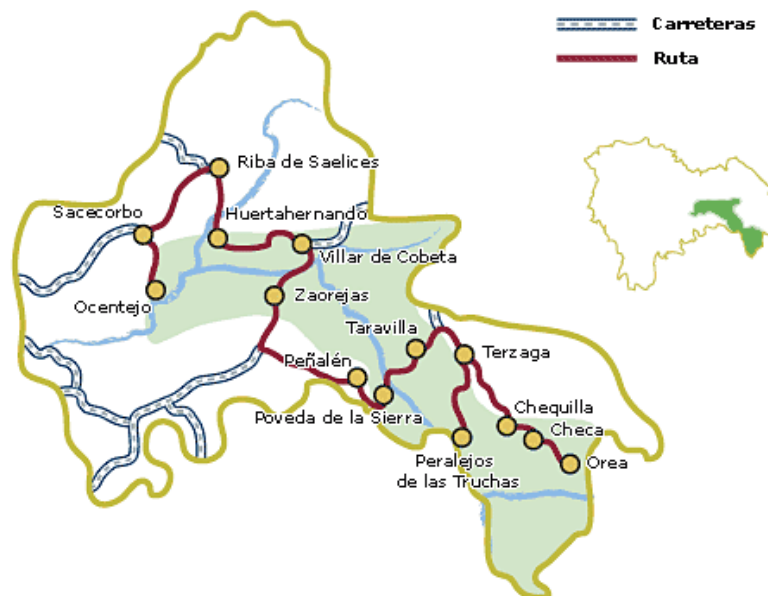 Carreteras
Ruta
Riba de Saelices
Sacecorbo
Huertahernando
Villar de Cobeta
Ocentejo
Zaorejas
Taravilla
Terzaga
Peñalén
Poveda de la Sierra
Chequilla
Checa
Peralejos
de las Truchas
Orea